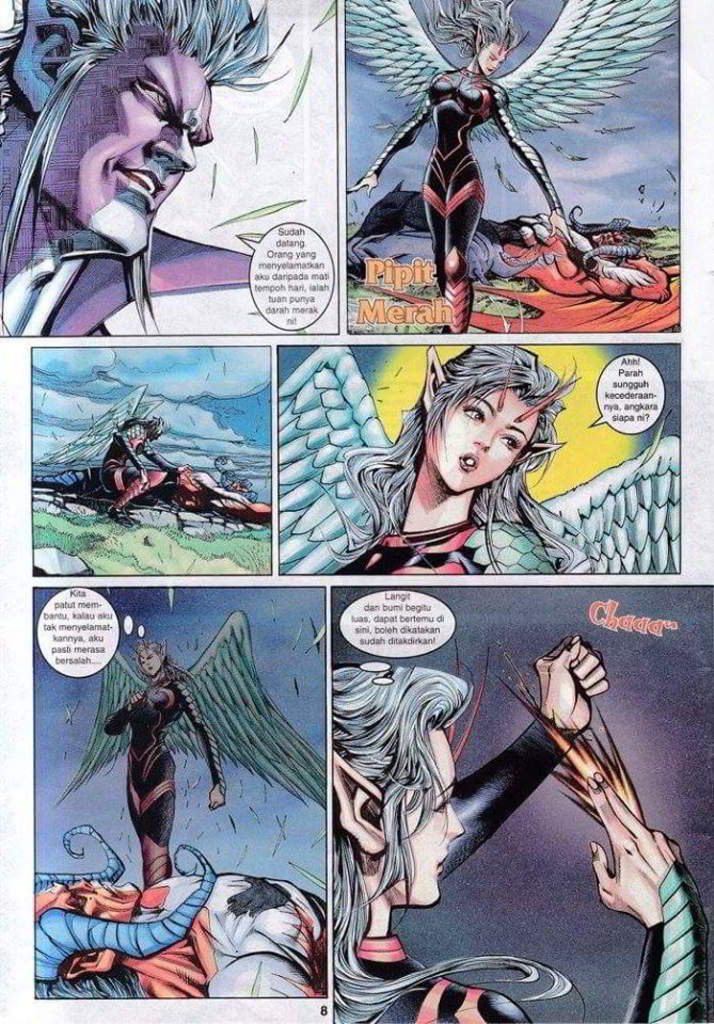 Sudah
datang.
Orang yang
menyelamatkan
aku daripada mati
tempoh hari, ialah
tuan punya
darah merak
ni!
Pipit
Merah
Ahh!
Parah
sungguh
kecederaan-
nya, angkara
siapa ni?
Kita
patut mem-
bantu, kalau aku
tak menyelamat-
kannya, aku
pasti merasa
bersalah....
Langit
dan bumi begitu
luas, dapat bertemu di
sini, boleh dikatakan
sudah ditakdirkan!
Chaaa"
8